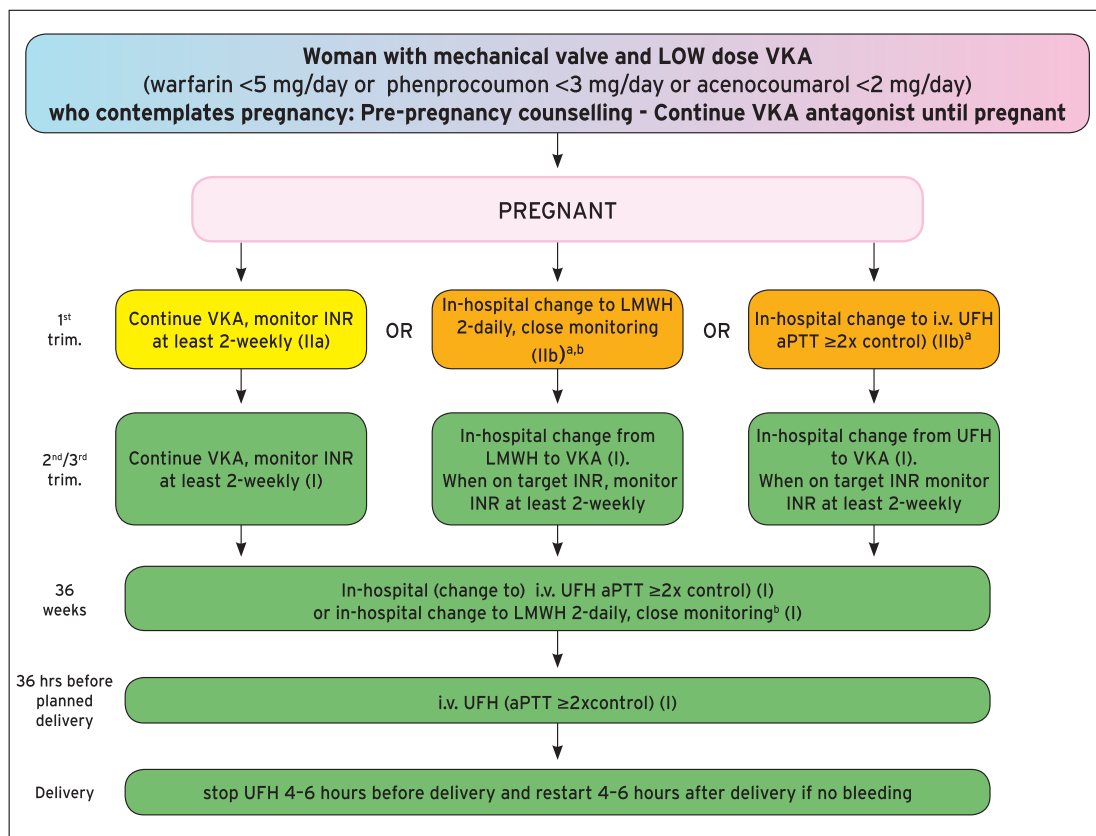 Woman with mechanical valve and LOW dose VKA
(warfarin <5 mg/day or phenprocoumon <3 mg/day or acenocoumarol <2 mg/day)
who contemplates pregnancy: Pre-pregnancy counselling - Continue VKA antagonist until pregnant
PREGNANT
1st
trim.
Continue VKA, monitor INR
at least 2-weekly (IIa)
OR
In-hospital change to LMWH
2-daily, close monitoring
(IIb)a,b
OR
In-hospital change to i.v. UFH
aPTT ≥2x control) (IIb)a
2nd/3rd
trim.
Continue VKA, monitor INR
at least 2-weekly (I)
In-hospital change from
LMWH to VKA (I).
When on target INR, monitor
INR at least 2-weekly
In-hospital change from UFH
to VKA (I).
When on target INR monitor
INR at least 2-weekly
36
weeks
In-hospital (change to) i.v. UFH aPTT ≥2x control) (I)
or in-hospital change to LMWH 2-daily, close monitoringb (I)
36 hrs before
planned
delivery
i.v. UFH (aPTT ≥2xcontrol) (I)
Delivery
stop UFH 4–6 hours before delivery and restart 4–6 hours after delivery if no bleeding